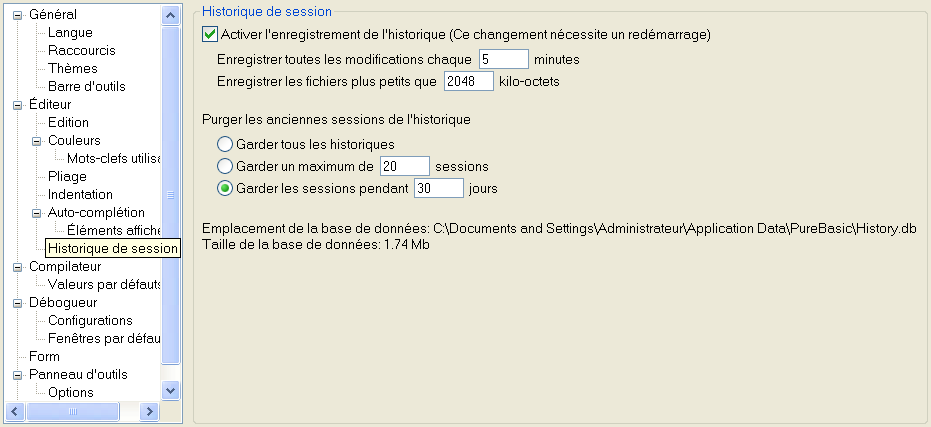 Général
Langue
Raccourcis
Thèmes
Barre d'outils
Éditeur
Edition
Couleurs
Mots-clefs utilisa
Pliage
Indentation
Auto-complétion
Éléments affiché
Historique de session
Compilateur
Valeurs par défauts
Débogueur
Configurations
Fenêtres par défau
Form
Panneau d'outils
Options
Historique de session
Activer l'enregistrement de l'historique (Ce changement nécessite un redémarrage)
Enregistrer toutes les modifications chaque 5 minutes
Enregistrer les fichiers plus petits que 2048 kilo-octets
Purger les anciennes sessions de l'historique
Garder tous les historiques
Garder un maximum de 20 sessions
Garder les sessions pendant 30 jours
Emplacement de la base de données: C:\Documents and Settings\Administrateur\Application Data\PureBasic\History.db
Taille de la base de données: 1.74 Mb